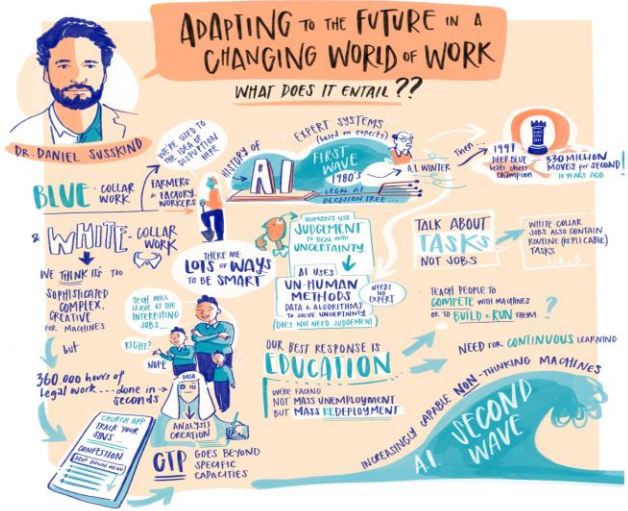 ADAPTING TO THE FUTURE IN A
CHANGING WORLD OF WORK
WHAT DOES IT ENTAIL ??
DR. DANIEL SUSSKIND
BLUE-COLLAR
WORK
FARMERS
& FACTORY
WORKERS
WE'RE USED TO
THE IDEA OF
DISRUPTION
HERE
HISTORY OF
A.I
EXPERT SYSTEMS
(based on experts)
FIRST
WAVE
1980's
LEGAL AI
DECISION TREE...
A.I. WINTER
Then...
1997
DEEP BLUE
beats chess
champion
330 MILLION
MOVES per SECOND!
10 YEARS AGO
& WHITE-COLLAR
WORK
WE THINK IT'S TOO
SOPHISTICATED
COMPLEX,
CREATIVE
FOR MACHINES
but
360.000 hours of
Legal work...done in
seconds
CHURCH APP
TRACK YOUR
SINS
CONFESSION
DROP DOWN MENU
THERE ARE
LOTS of WAYS
TO BE SMART
TECH WILL
LEAVE US THE
INTERESTING
JOBS...
RIGHT?
NOPE
DATA
ANALYSIS
CREATION
GTP GOES BEYOND
SPECIFIC
CAPACITIES
HUMANS USE
JUDGEMENT
TO DEAL WITH
UNCERTAINTY
AI USES
UN-HUMAN
METHODS
DATA & ALGORITHMS
TO SOLVE UNCERTAINTY
DOES NOT NEED JUDGEMENT
NEEDS
NO
EXPERT
TALK ABOUT
TASKS
NOT JOBS
WHITE-COLLAR
JOBS ALSO CONTAIN
ROUTINE (REPLICABLE)
TASKS
TEACH PEOPLE TO
COMPETE WITH MACHINES
OR TO BUILD & RUN THEM ?
OUR BEST RESPONSE IS
EDUCATION
NEED FOR CONTINUOUS LEARNING
WE'RE FACING
NOT MASS UNEMPLOYMENT
BUT MASS REDEPLOYMENT
INCREASINGLY CAPABLE NON-THINKING MACHINES
A.I. SECOND
WAVE